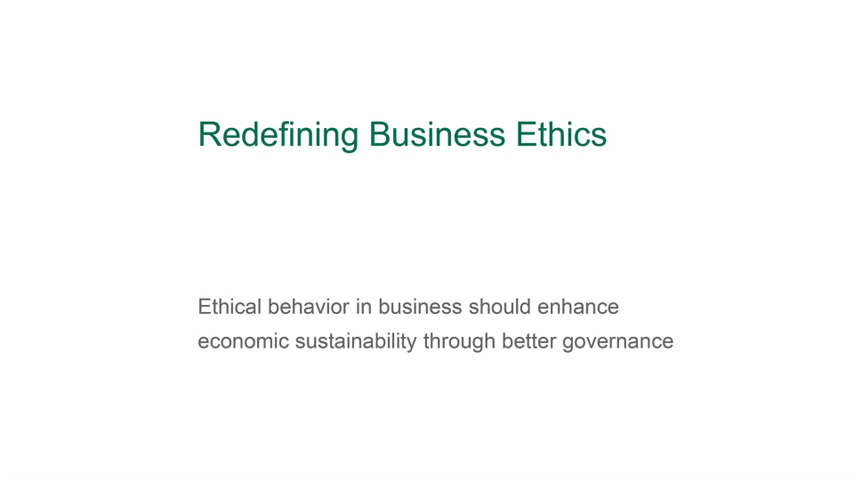 Redefining Business Ethics
Ethical behavior in business should enhance
economic sustainability through better governance